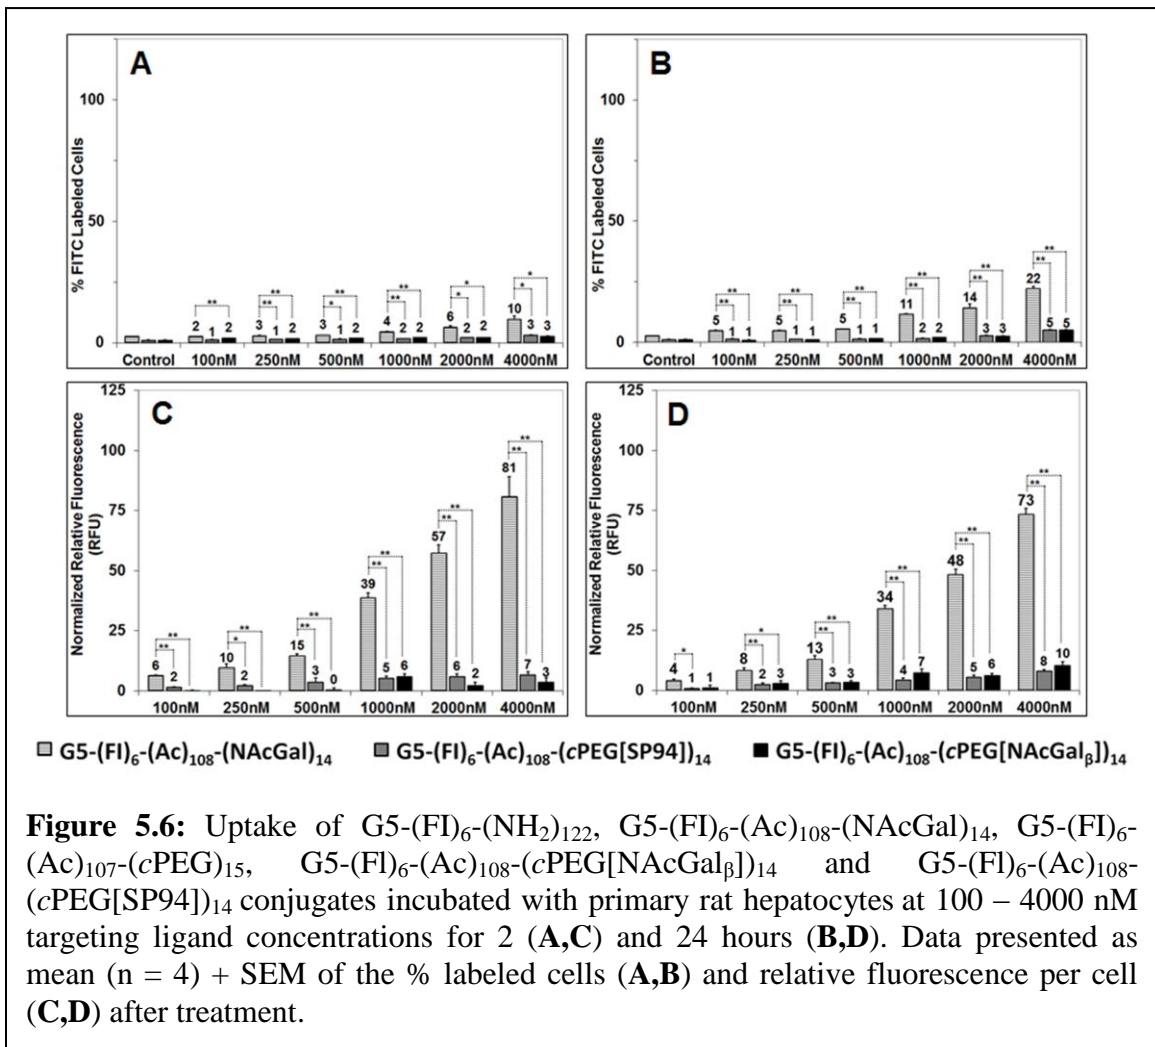 A
B
100
100
50
50
0
0
% FITC Labeled Cells
% FITC Labeled Cells
** ** ** ** * ** ** ** * * * *
2 1 2 3 1 2 3 1 2 4 2 2 6 2 2 10 3 3
Control 100nM 250nM 500nM 1000nM 2000nM 4000nM
** ** ** ** ** ** ** ** ** ** ** **
5 1 1 5 1 1 5 1 1 11 2 2 14 3 3 22 5 5
Control 100nM 250nM 500nM 1000nM 2000nM 4000nM
C
D
125
100
75
50
25
0
125
100
75
50
25
0
Normalized Relative Fluorescence
(RFU)
Normalized Relative Fluorescence
(RFU)
** ** ** * ** ** ** ** ** ** ** **
6 2 10 2 15 3 0 39 5 6 57 6 2 81 7 3
100nM 250nM 500nM 1000nM 2000nM 4000nM
* * ** ** ** ** ** ** ** ** **
4 1 1 8 2 3 13 3 3 34 4 7 48 5 6 73 8 10
100nM 250nM 500nM 1000nM 2000nM 4000nM
G5-(FI)6-(Ac)108-(NAcGal)14 G5-(FI)6-(Ac)108-(cPEG[SP94])14 G5-(FI)6-(Ac)108-(cPEG[NAcGalβ])14
Figure 5.6: Uptake of G5-(FI)6-(NH2)122, G5-(FI)6-(Ac)108-(NAcGal)14, G5-(FI)6-
(Ac)107-(cPEG)15, G5-(Fl)6-(Ac)108-(cPEG[NAcGalβ])14 and G5-(Fl)6-(Ac)108-
(cPEG[SP94])14 conjugates incubated with primary rat hepatocytes at 100 – 4000 nM
targeting ligand concentrations for 2 (A,C) and 24 hours (B,D). Data presented as
mean (n = 4) + SEM of the % labeled cells (A,B) and relative fluorescence per cell
(C,D) after treatment.